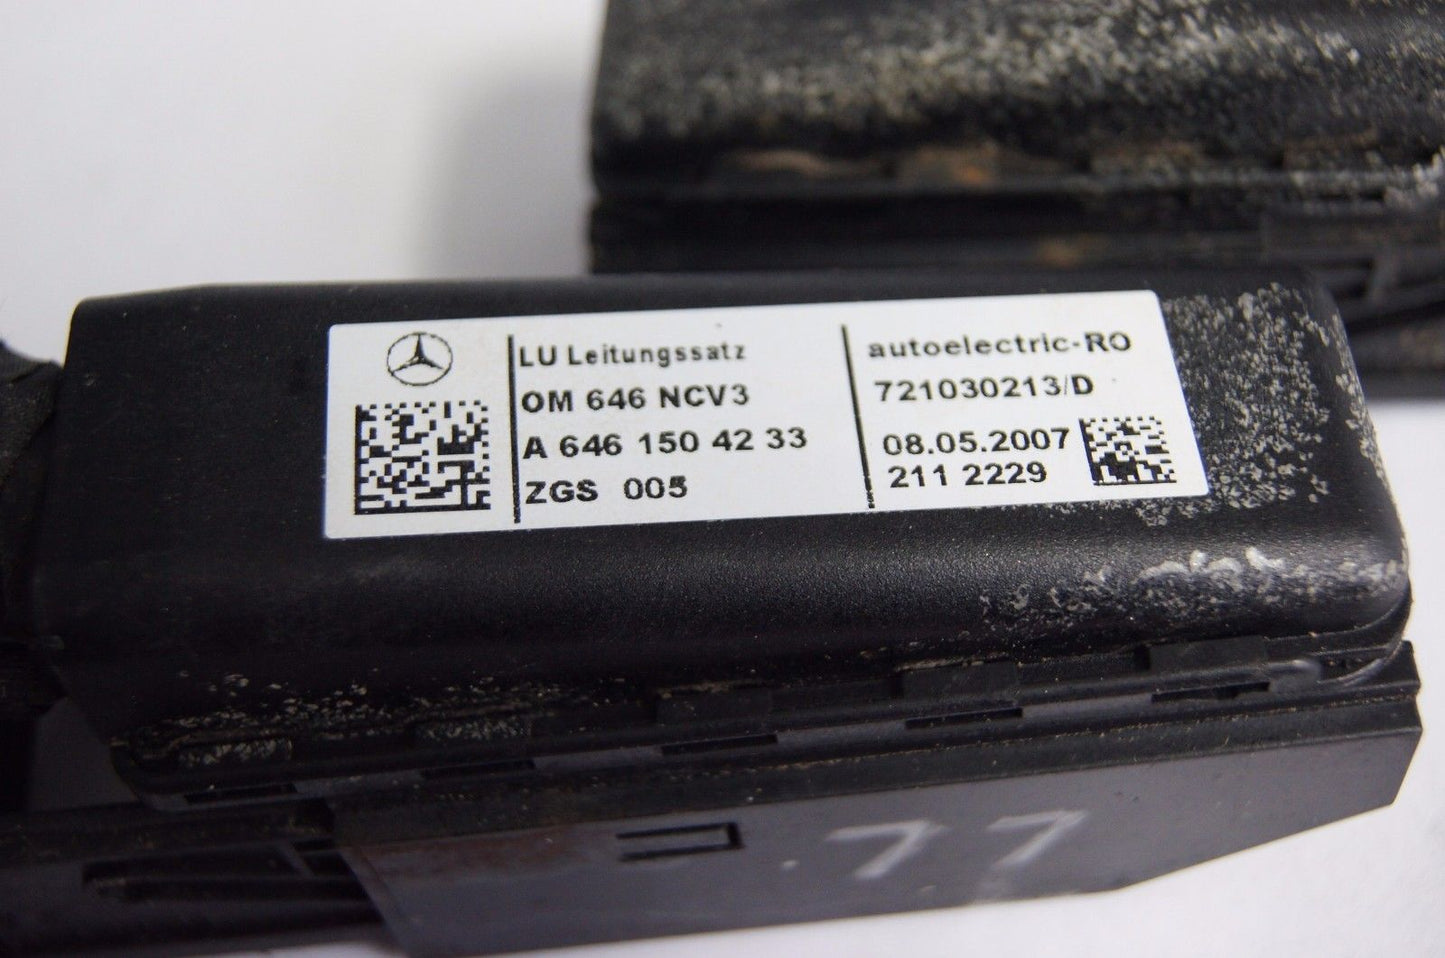 LU Leitungssatz
OM 646 NCV3
A 646 150 42 33
ZGS 005
autoelectric-RO
721030213/D
08.05.2007
211 2229
77